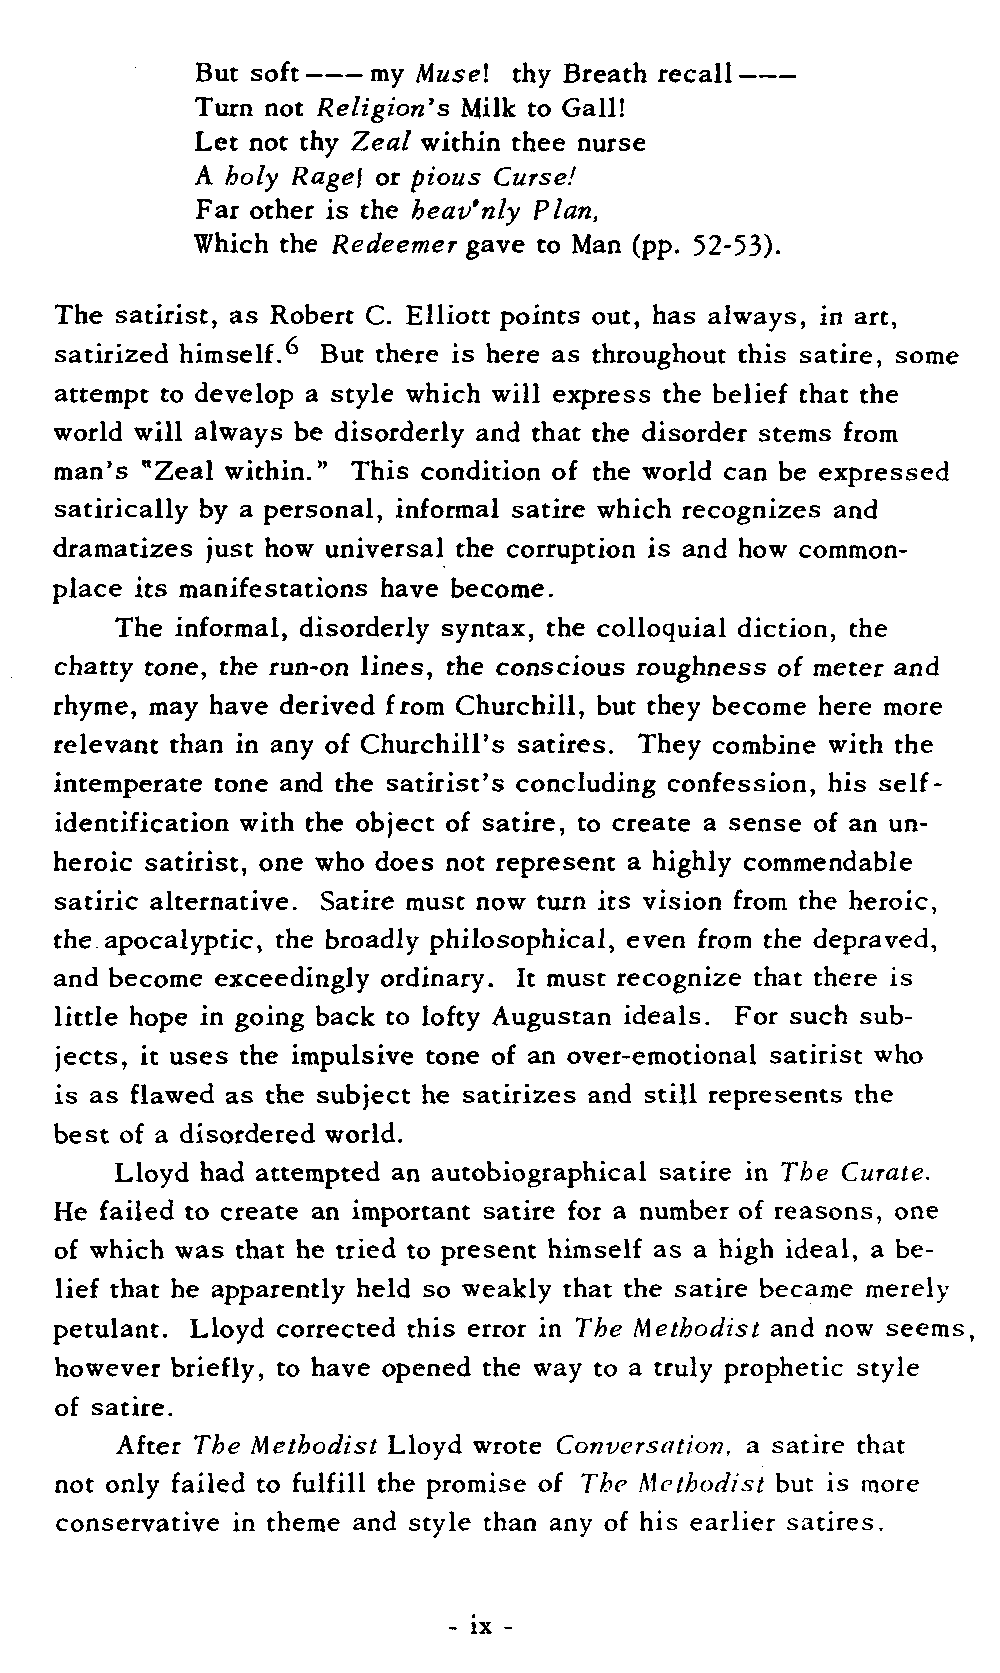 But soft——— my Muse! thy Breath recall———
Turn not Religion's Milk to Gall!
Let not thy Zeal within thee nurse
A holy Rage! or pious Curse!
Far other is the heav'nly Plan,
Which the Redeemer gave to Man (pp. 52-53).
The satirist, as Robert C. Elliott points out, has always, in art,
satirized himself.6 But there is here as throughout this satire, some
attempt to develop a style which will express the belief that the
world will always be disorderly and that the disorder stems from
man's "Zeal within." This condition of the world can be expressed
satirically by a personal, informal satire which recognizes and
dramatizes just how universal the corruption is and how common-
place its manifestations have become.
The informal, disorderly syntax, the colloquial diction, the
chatty tone, the run-on lines, the conscious roughness of meter and
rhyme, may have derived from Churchill, but they become here more
relevant than in any of Churchill's satires. They combine with the
intemperate tone and the satirist's concluding confession, his self-
identification with the object of satire, to create a sense of an un-
heroic satirist, one who does not represent a highly commendable
satiric alternative. Satire must now turn its vision from the heroic,
the apocalyptic, the broadly philosophical, even from the depraved,
and become exceedingly ordinary. It must recognize that there is
little hope in going back to lofty Augustan ideals. For such sub-
jects, it uses the impulsive tone of an over-emotional satirist who
is as flawed as the subject he satirizes and still represents the
best of a disordered world.
Lloyd had attempted an autobiographical satire in The Curate.
He failed to create an important satire for a number of reasons, one
of which was that he tried to present himself as a high ideal, a be-
lief that he apparently held so weakly that the satire became merely
petulant. Lloyd corrected this error in The Methodist and now seems,
however briefly, to have opened the way to a truly prophetic style
of satire.
After The Methodist Lloyd wrote Conversation, a satire that
not only failed to fulfill the promise of The Methodist but is more
conservative in theme and style than any of his earlier satires.
- ix -